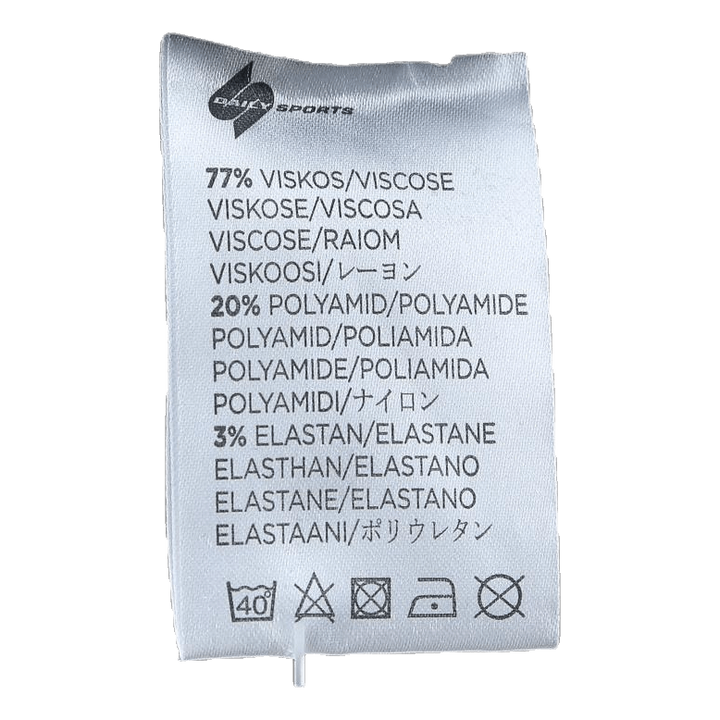 DAILY SPORTS
77% VISKOS/VISCOSE
VISKOSE/VISCOSA
VISCOSE/RAIOM
VISKOOSI/レーヨン
20% POLYAMID/POLYAMIDE
POLYAMID/POLIAMIDA
POLYAMIDE/POLIAMIDA
POLYAMIDI/ナイロン
3% ELASTAN/ELASTANE
ELASTHAN/ELASTANO
ELASTANE/ELASTANO
ELASTAANI/ポリウレタン
40°